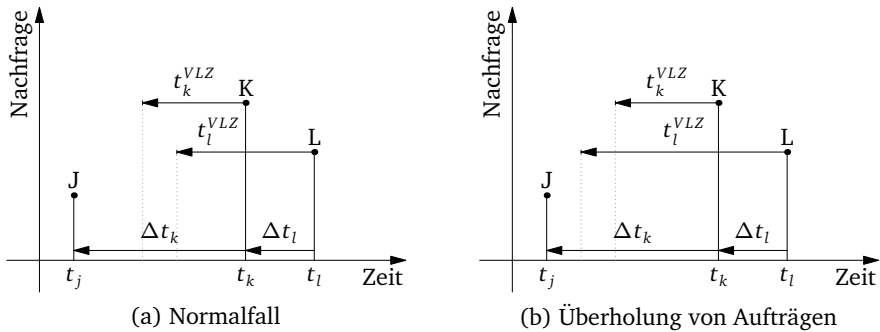 Nachfrage
t_k^{VLZ}
K
t_l^{VLZ}
L
J
Δt_k
Δt_l
t_j
t_k
t_l
Zeit
(a) Normalfall
Nachfrage
t_k^{VLZ}
K
t_l^{VLZ}
L
J
Δt_k
Δt_l
t_j
t_k
t_l
Zeit
(b) Überholung von Aufträgen